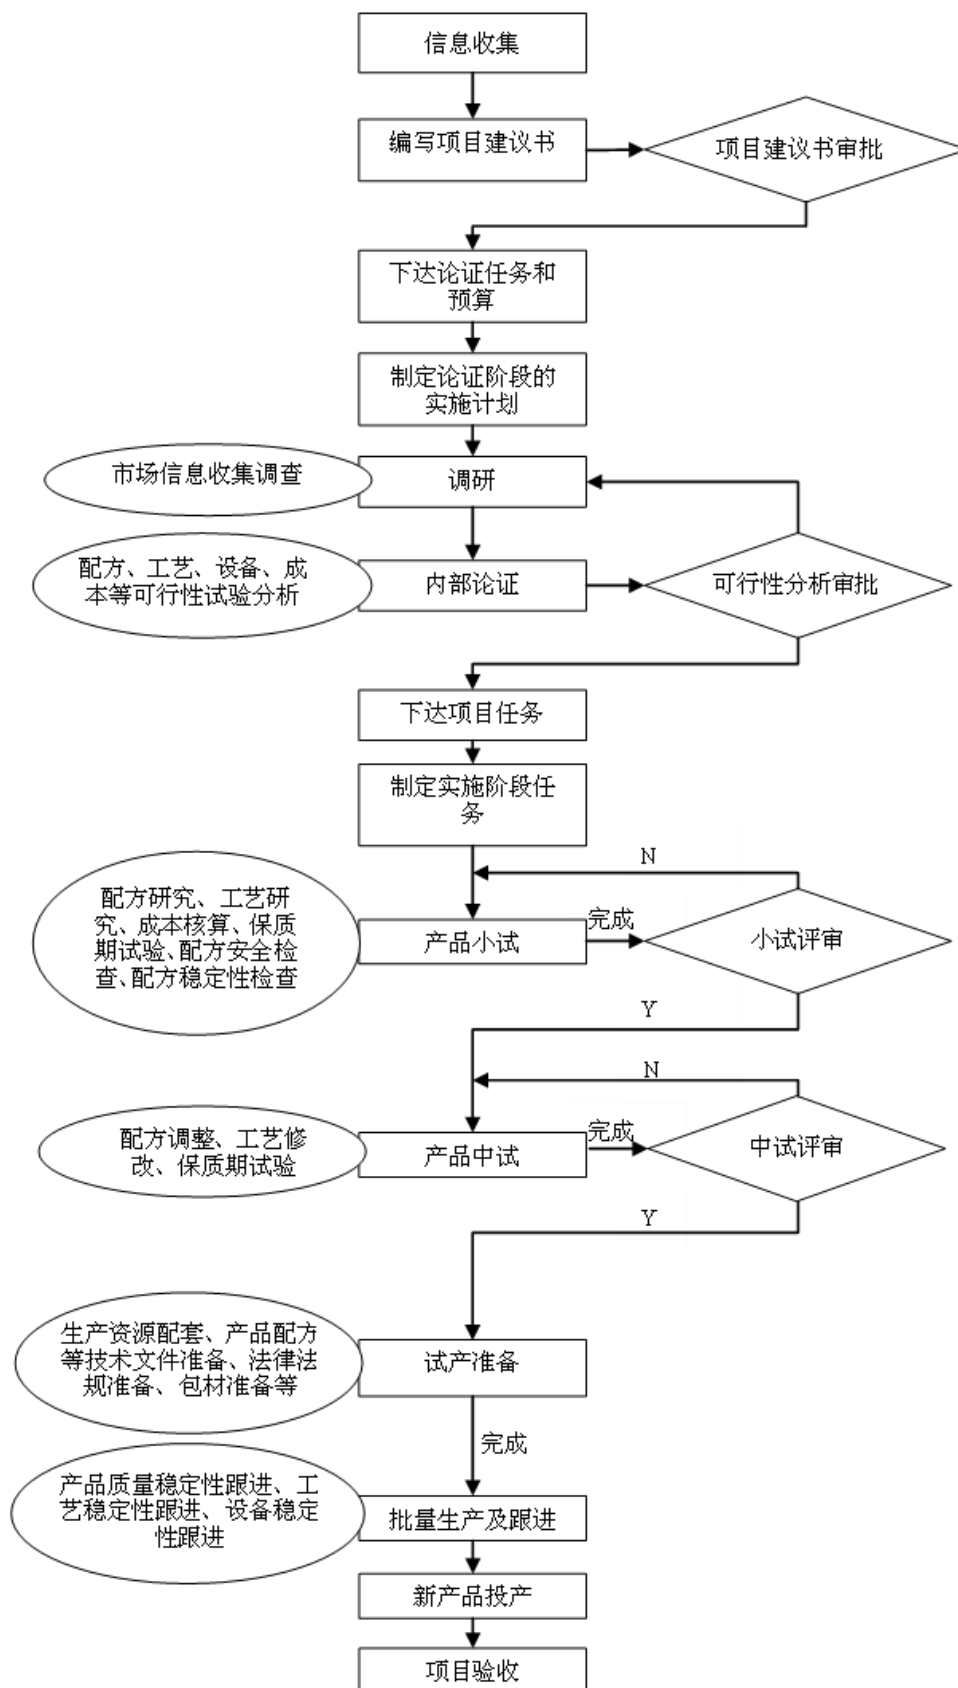 信息收集
编写项目建议书
项目建议书审批
下达论证任务和
预算
制定论证阶段的
实施计划
市场信息收集调查
调研
配方、工艺、设备、成
本等可行性试验分析
内部论证
可行性分析审批
下达项目任务
制定实施阶段任
务
N
配方研究、工艺研
究、成本核算、保质
期试验、配方安全检
查、配方稳定性检查
产品小试
完成
小试评审
Y
N
配方调整、工艺修
改、保质期试验
产品中试
完成
中试评审
Y
生产资源配套、产品配方
等技术文件准备、法律法
规准备、包材准备等
试产准备
完成
产品质量稳定性跟进、工
艺稳定性跟进、设备稳定
性跟进
批量生产及跟进
新产品投产
项目验收